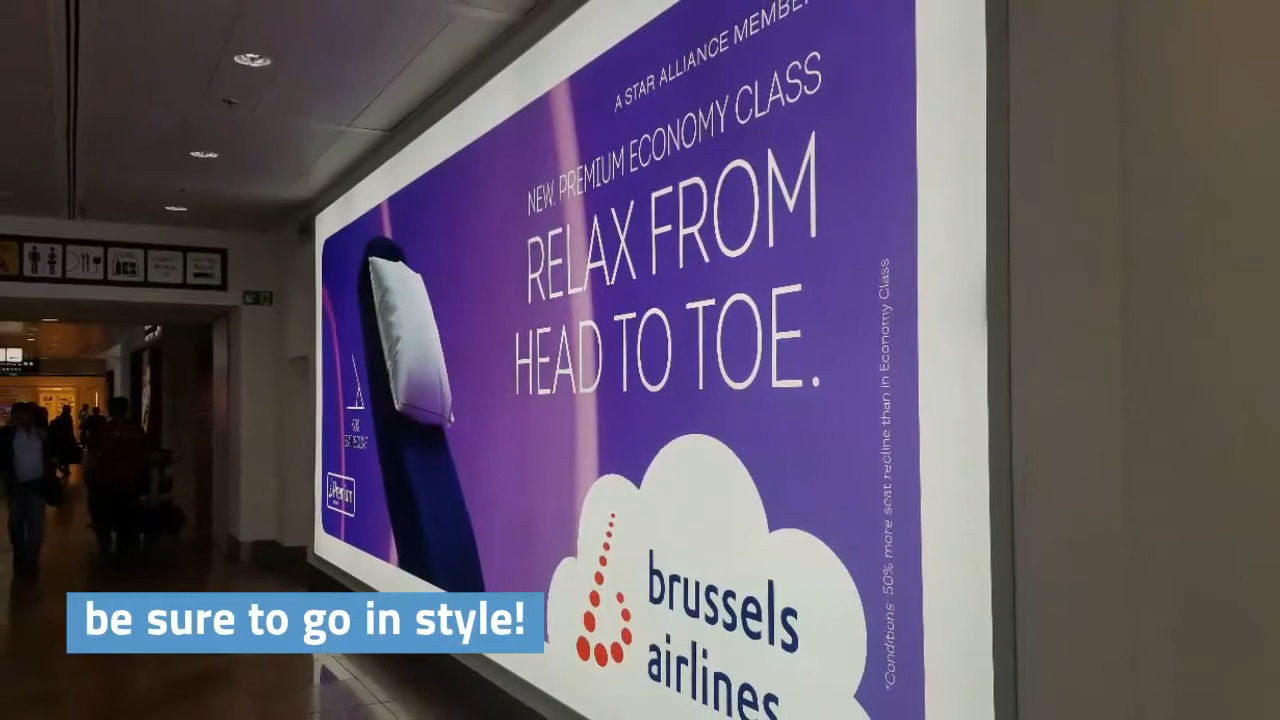 A STAR ALLIANCE MEMBER
NEW. PREMIUM ECONOMY CLASS
RELAX FROM
HEAD TO TOE.
Premium
brussels
airlines
*Conditions: 50% more seat recline than in Economy Class
be sure to go in style!